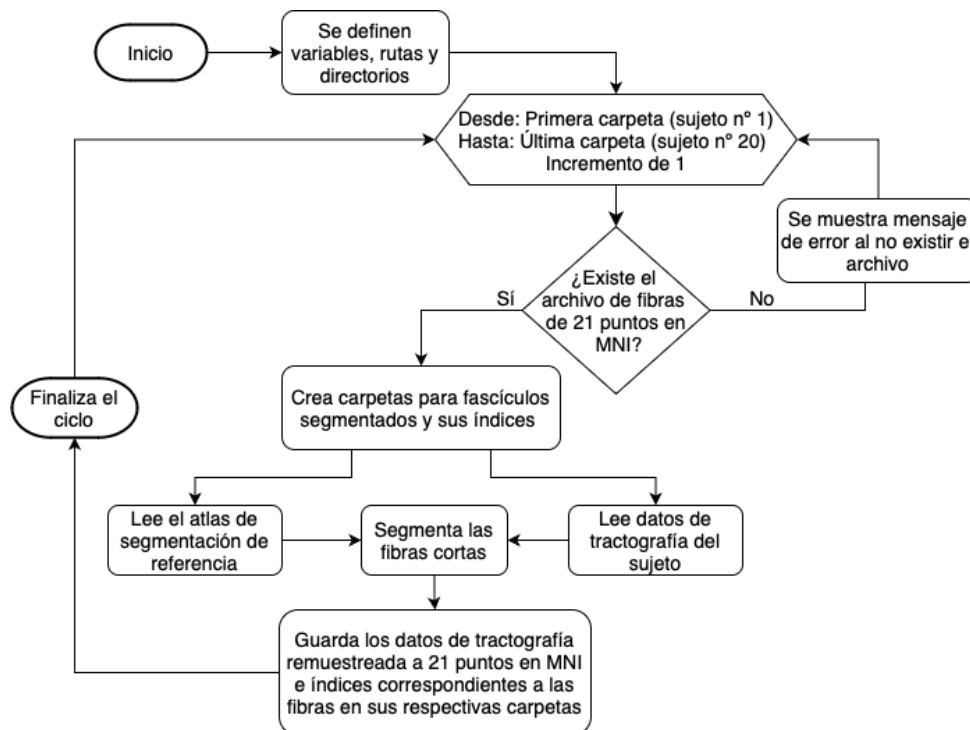 Inicio
Se definen
variables, rutas y
directorios
Desde: Primera carpeta (sujeto n° 1)
Hasta: Última carpeta (sujeto n° 20)
Incremento de 1
Se muestra mensaje
de error al no existir e
archivo
¿Existe el
archivo de fibras
de 21 puntos en
MNI?
Sí
No
Crea carpetas para fascículos
segmentados y sus índices
Finaliza el
ciclo
Lee el atlas de
segmentación de
referencia
Segmenta las
fibras cortas
Lee datos de
tractografía del
sujeto
Guarda los datos de tractografía
remuestreada a 21 puntos en MNI
e índices correspondientes a las
fibras en sus respectivas carpetas